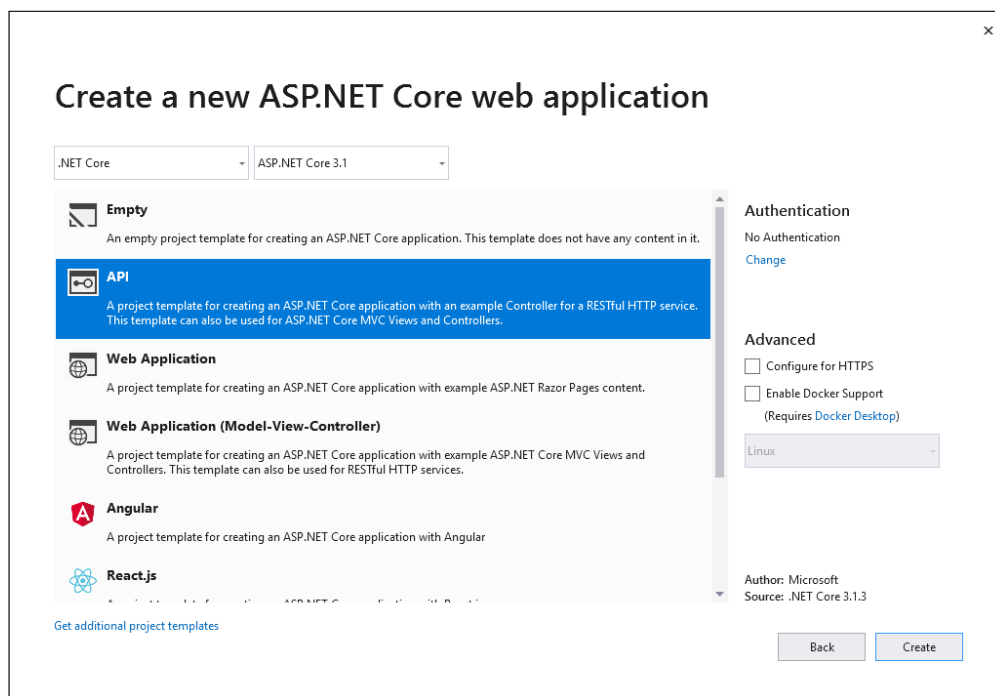 Create a new ASP.NET Core web application
.NET Core
ASP.NET Core 3.1
Empty
An empty project template for creating an ASP.NET Core application. This template does not have any content in it.
API
A project template for creating an ASP.NET Core application with an example Controller for a RESTful HTTP service.
This template can also be used for ASP.NET Core MVC Views and Controllers.
Web Application
A project template for creating an ASP.NET Core application with example ASP.NET Razor Pages content.
Web Application (Model-View-Controller)
A project template for creating an ASP.NET Core application with example ASP.NET Core MVC Views and
Controllers. This template can also be used for RESTful HTTP services.
Angular
A project template for creating an ASP.NET Core application with Angular
React.js
Get additional project templates
Authentication
No Authentication
Change
Advanced
Configure for HTTPS
Enable Docker Support
(Requires Docker Desktop)
Linux
Author: Microsoft
Source: .NET Core 3.1.3
Back
Create